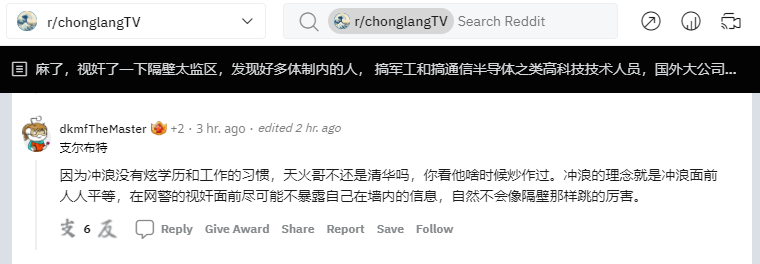 r/chonglangTV
r/chonglangTV Search Reddit
麻了，视奸了一下隔壁太监区，发现好多体制内的人， 搞军工和搞通信半导体之类高科技技术人员，国外大公司...
dkmfTheMaster +2 · 3 hr. ago · edited 2 hr. ago
支尔布特
因为冲浪没有炫学历和工作的习惯，天火哥不还是清华吗，你看他啥时候炒作过。冲浪的理念就是冲浪面前
人人平等，在网警的视奸面前尽可能不暴露自己在墙内的信息，自然不会像隔壁那样跳的厉害。
支 6 反 Reply Give Award Share Report Save Follow